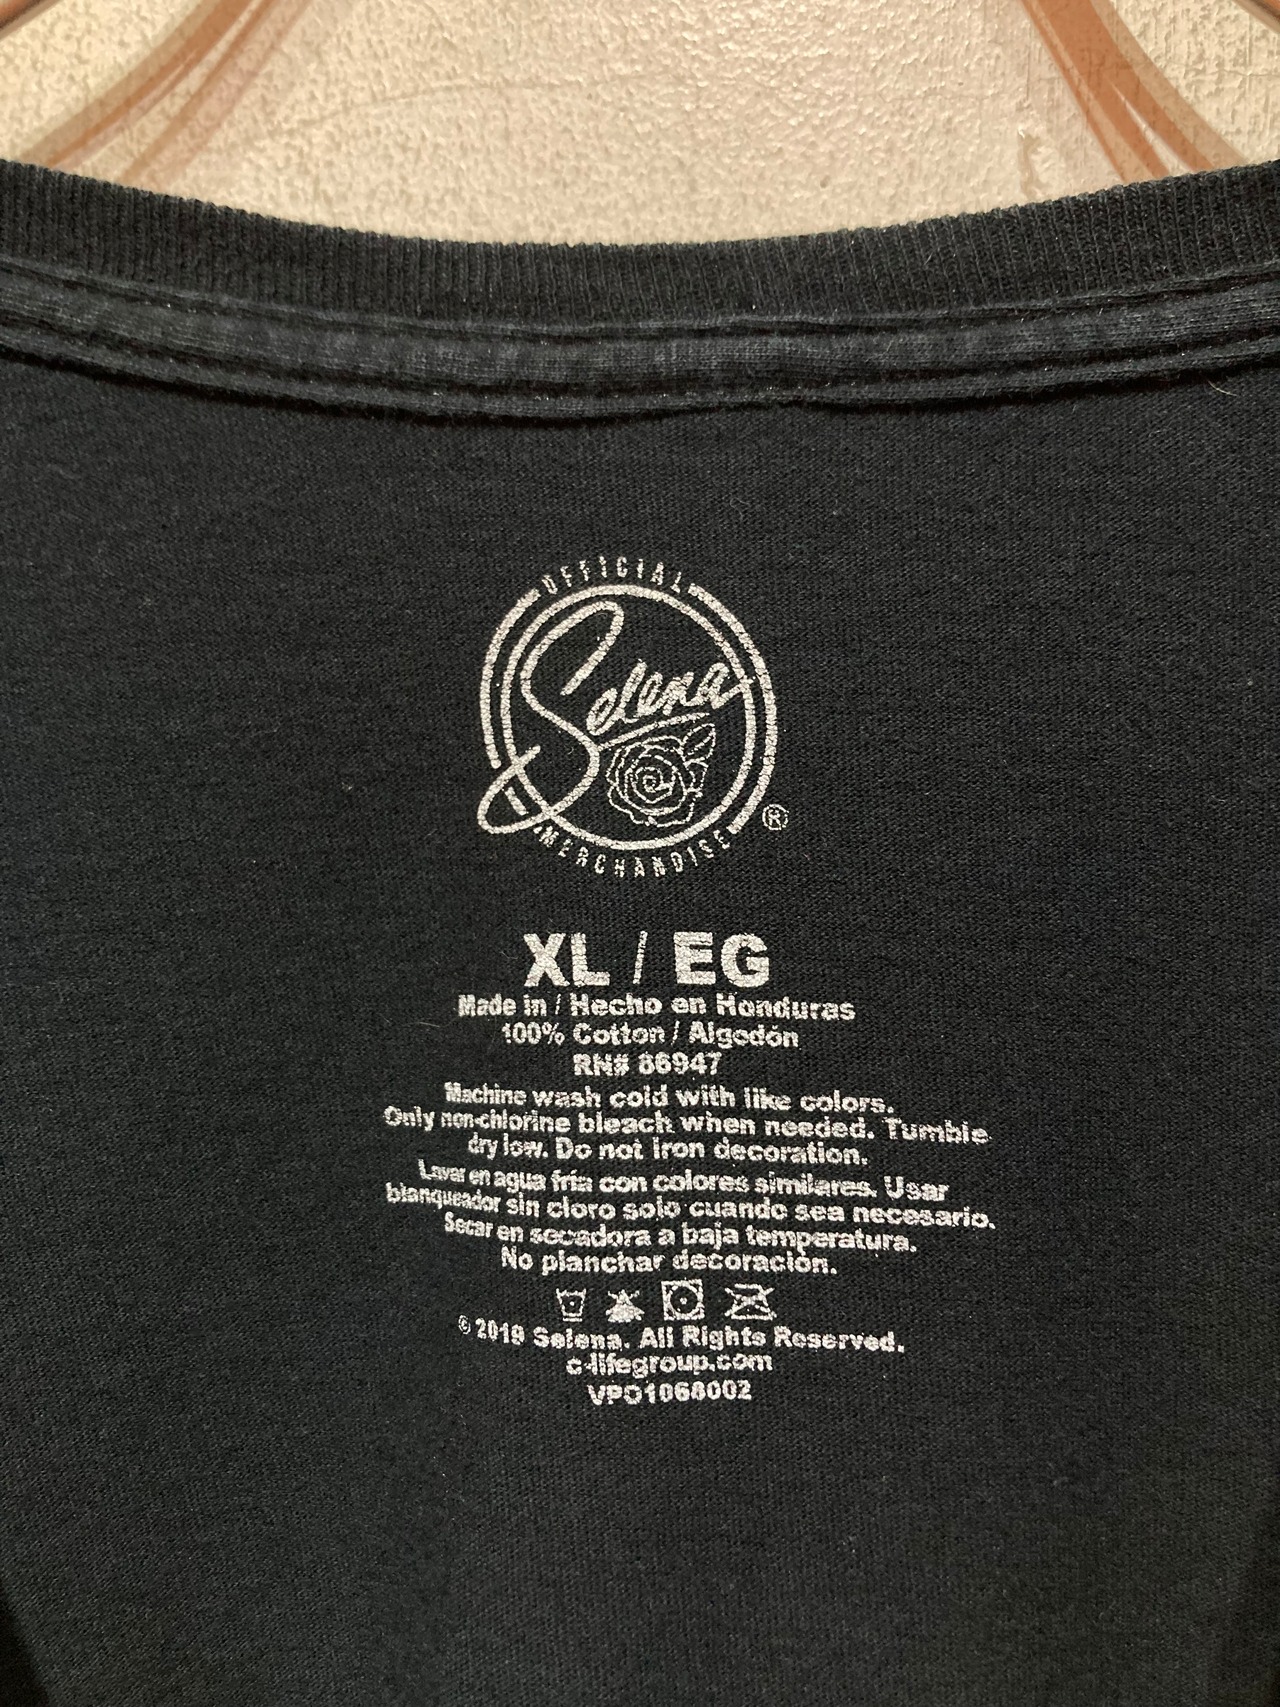 OFFICIAL
Selena
MERCHANDISE
®
XL / EG
Made in / Hecho en Honduras
100% Cotton / Algodón
RN# 86947
Machine wash cold with like colors.
Only non-chlorine bleach when needed. Tumble
dry low. Do not iron decoration.
Lavar en agua fria con colores similares. Usar
blanqueador sin cloro solo cuando sea necesario.
Secar en secadora a baja temperatura.
No planchar decoración.
© 2019 Selena. All Rights Reserved.
c-lifegroup.com
VPO1068002